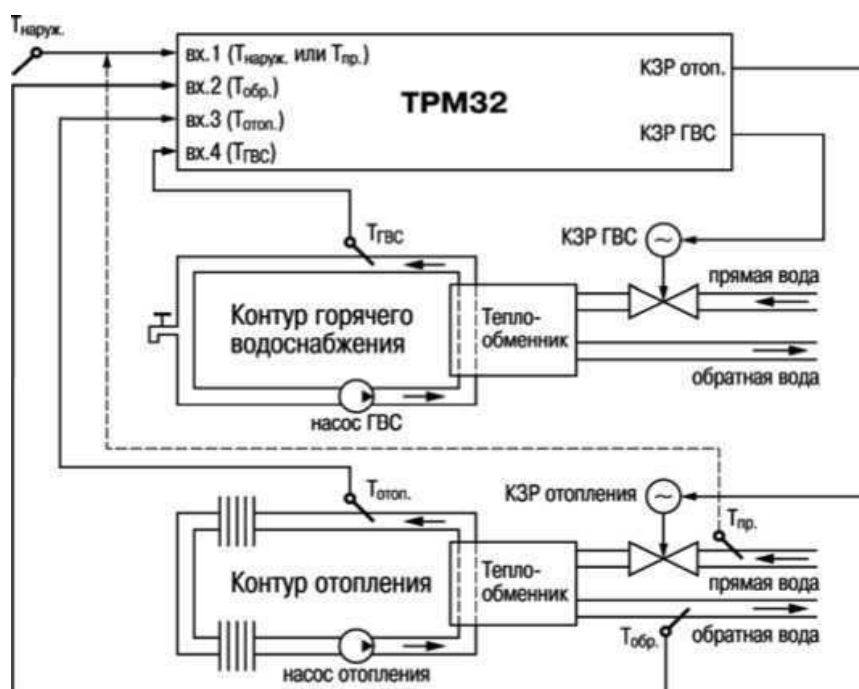 Тнаруж.
вх.1 (Тнаруж. или Тпр.)
вх.2 (Тобр.)
вх.3 (Тотоп.)
вх.4 (ТГВС)
ТРМ32
КЗР отоп.
КЗР ГВС
ТГВС
КЗР ГВС
прямая вода
Контур горячего
водоснабжения
Тепло-
обменник
обратная вода
насос ГВС
Тотоп.
КЗР отопления
Тпр.
Контур отопления
Тепло-
обменник
прямая вода
Тобр.
обратная вода
насос отопления